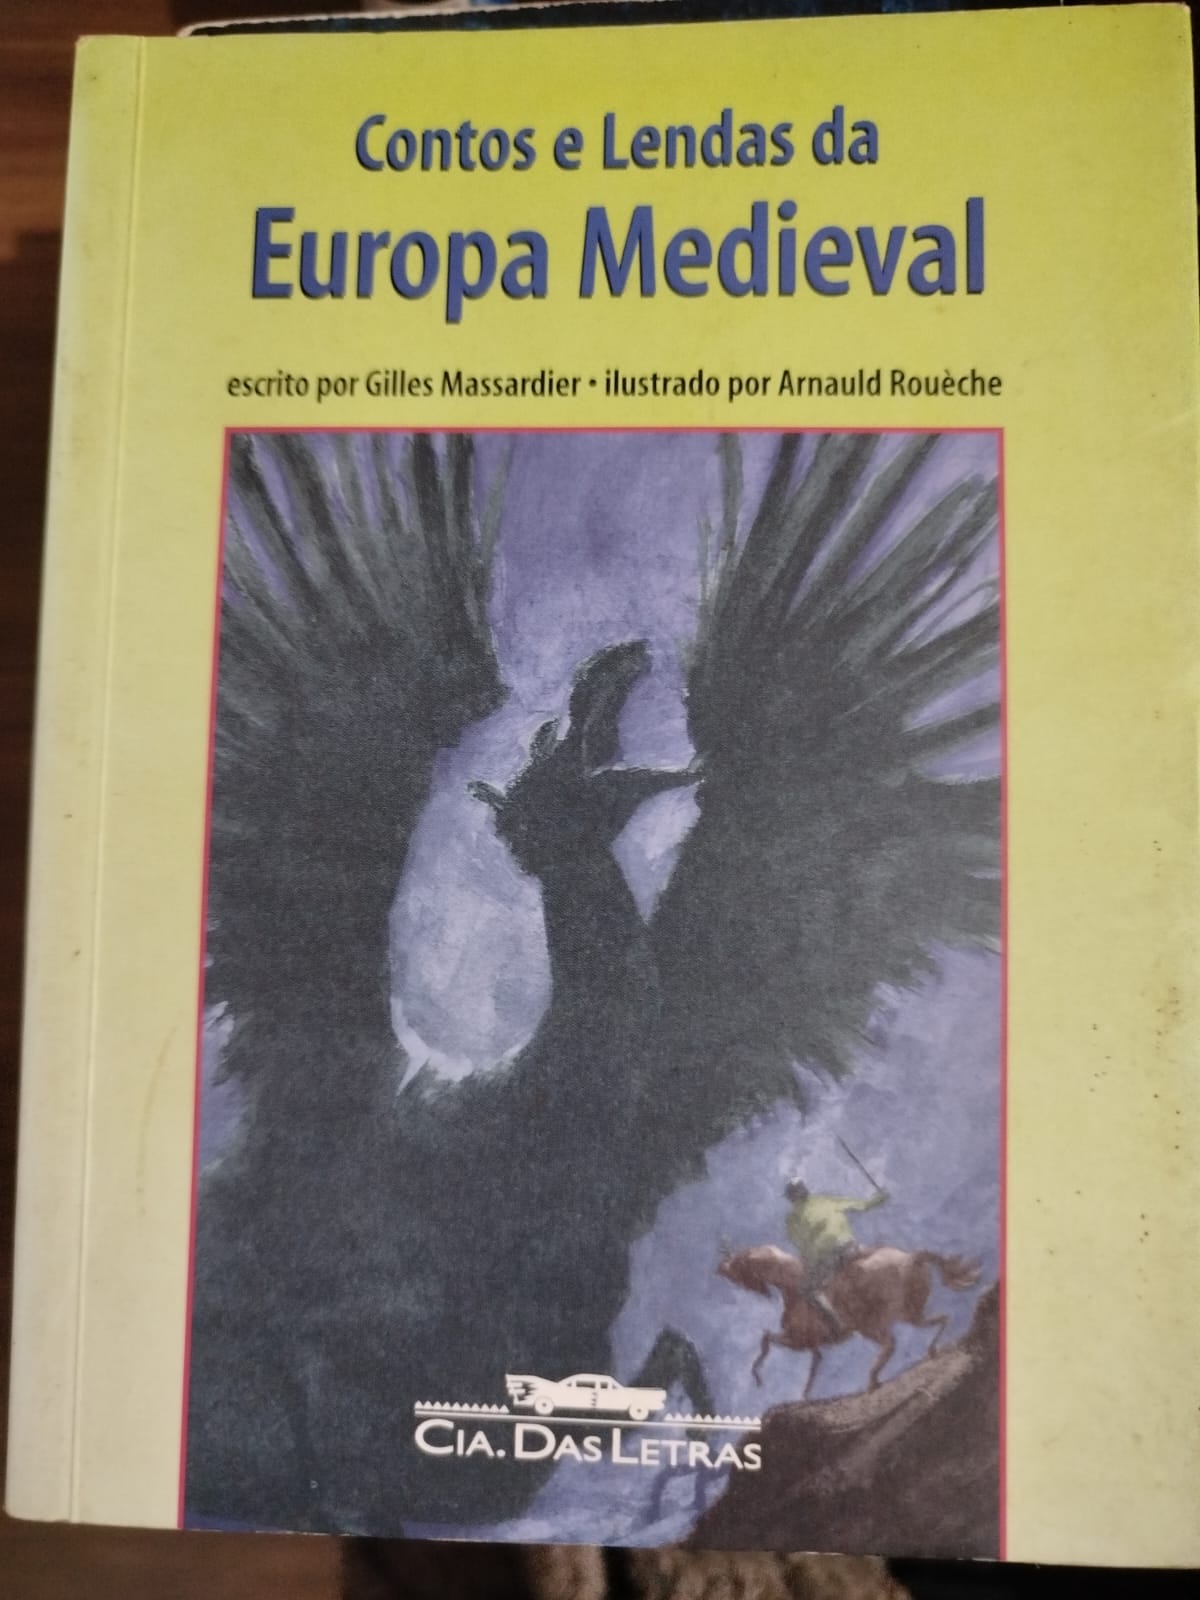 Contos e Lendas da
Europa Medieval
escrito por Gilles Massardier • ilustrado por Arnauld Rouèche
CIA. DAS LETRAS